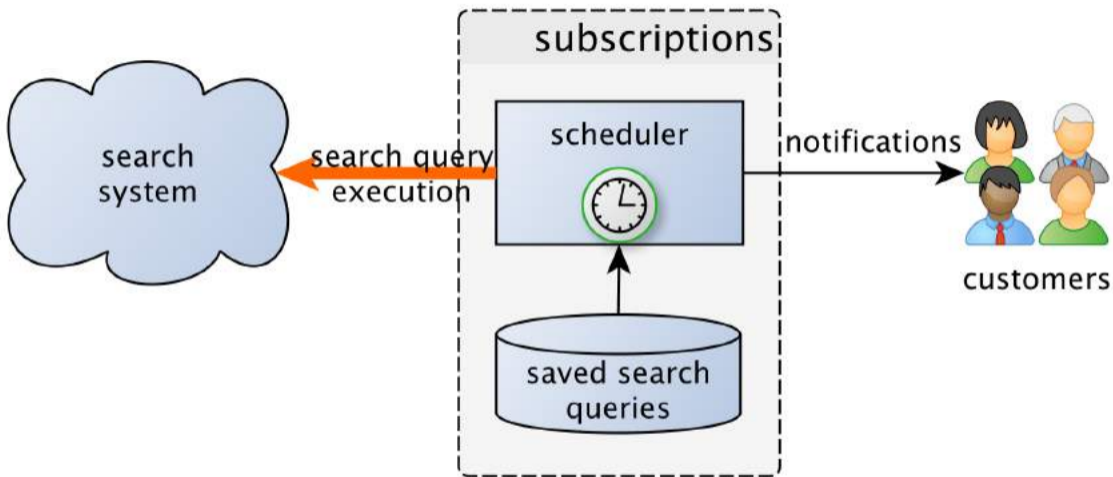 subscriptions
search
system
search query
execution
scheduler
notifications
customers
saved search
queries